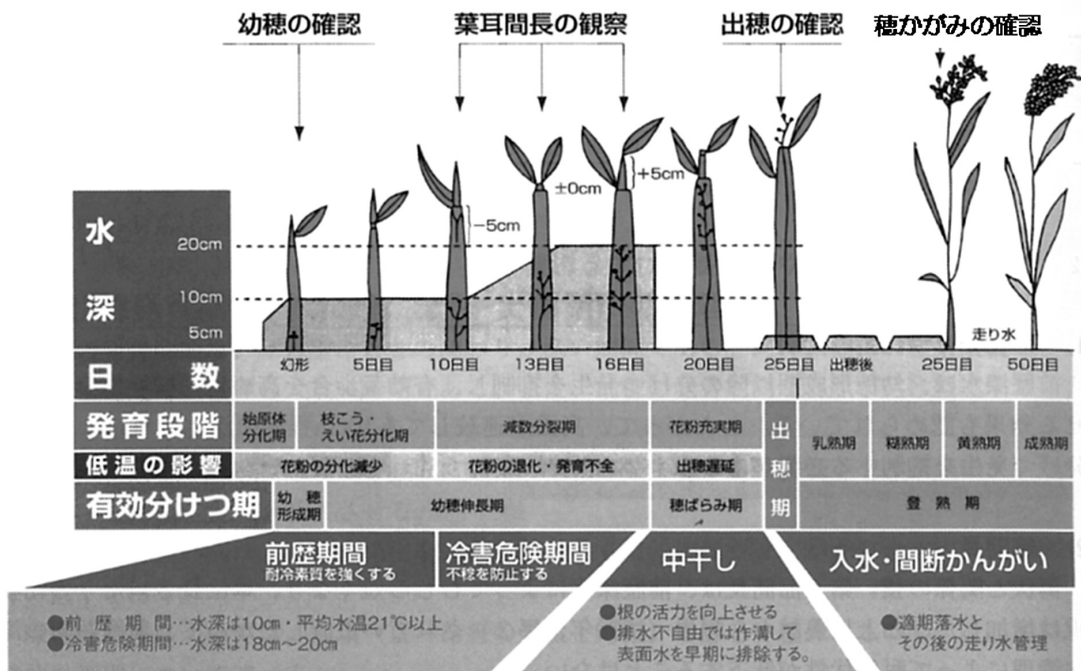 幼穂の確認
葉耳間長の観察
出穂の確認
穂かがみの確認
±0cm
+5cm
−5cm
水深
20cm
10cm
5cm
走り水
日数
幻形
5日目
10日目
13日目
16日目
20日目
25日目
出穂後
25日目
50日目
発育段階
始原体
分化期
枝こう・
えい花分化期
減数分裂期
花粉充実期
出穂期
乳熟期
糊熟期
黄熟期
成熟期
低温の影響
花粉の分化減少
花粉の退化・発育不全
出穂遅延
有効分けつ期
幼穂
形成期
幼穂伸長期
穂ばらみ期
登熟期
前歴期間
耐冷素質を強くする
冷害危険期間
不稔を防止する
中干し
入水・間断かんがい
●前歴期間…水深は10cm・平均水温21℃以上
●冷害危険期間…水深は18cm〜20cm
●根の活力を向上させる
●排水不自由では作溝して
表面水を早期に排除する。
●適期落水と
その後の走り水管理